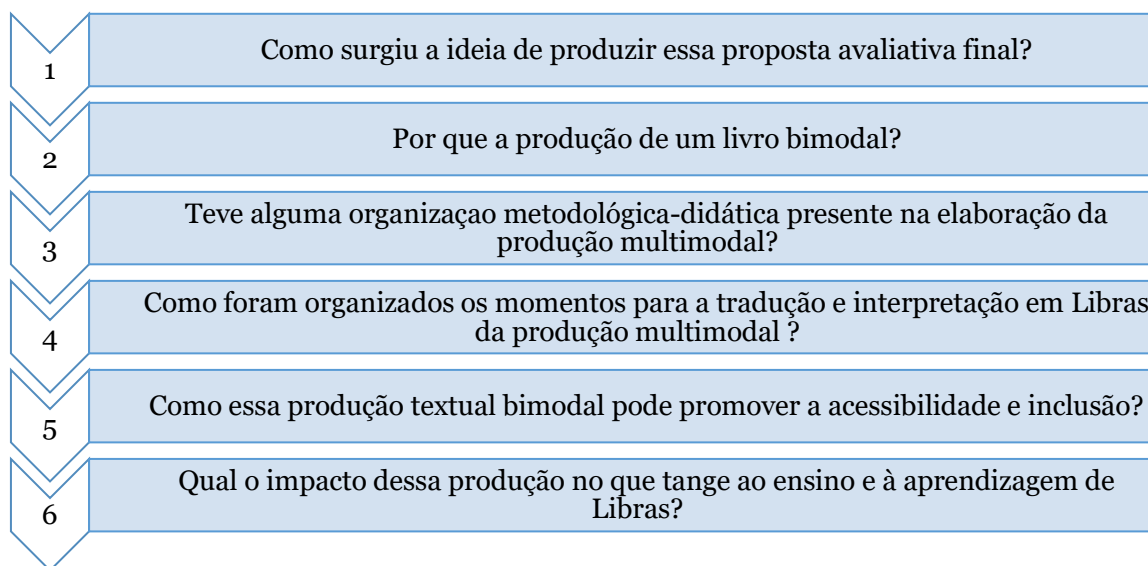 1
Como surgiu a ideia de produzir essa proposta avaliativa final?
2
Por que a produção de um livro bimodal?
3
Teve alguma organizaçao metodológica-didática presente na elaboração da
produção multimodal?
4
Como foram organizados os momentos para a tradução e interpretação em Libras
da produção multimodal ?
5
Como essa produção textual bimodal pode promover a acessibilidade e inclusão?
6
Qual o impacto dessa produção no que tange ao ensino e à aprendizagem de
Libras?